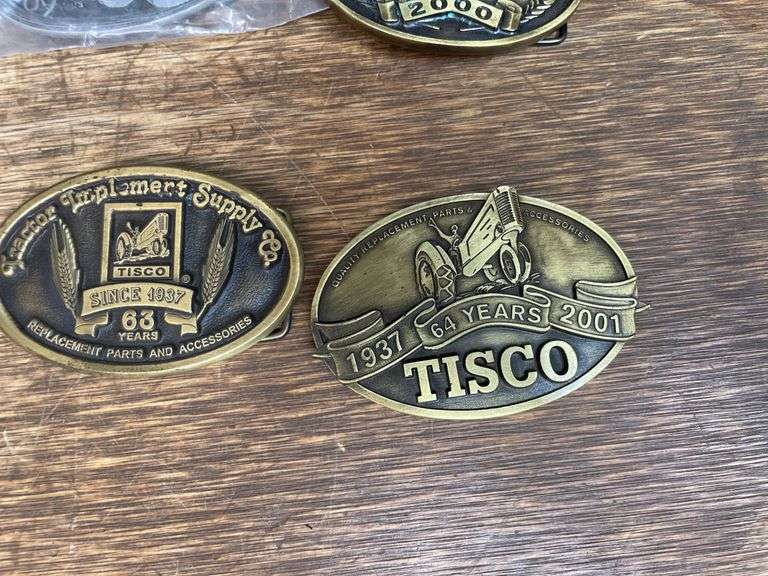 2000
Tractor Implement Supply Co.
TISCO
SINCE 1937
63
YEARS
REPLACEMENT PARTS AND ACCESSORIES
QUALITY REPLACEMENT PARTS & ACCESSORIES
1937 64 YEARS 2001
TISCO